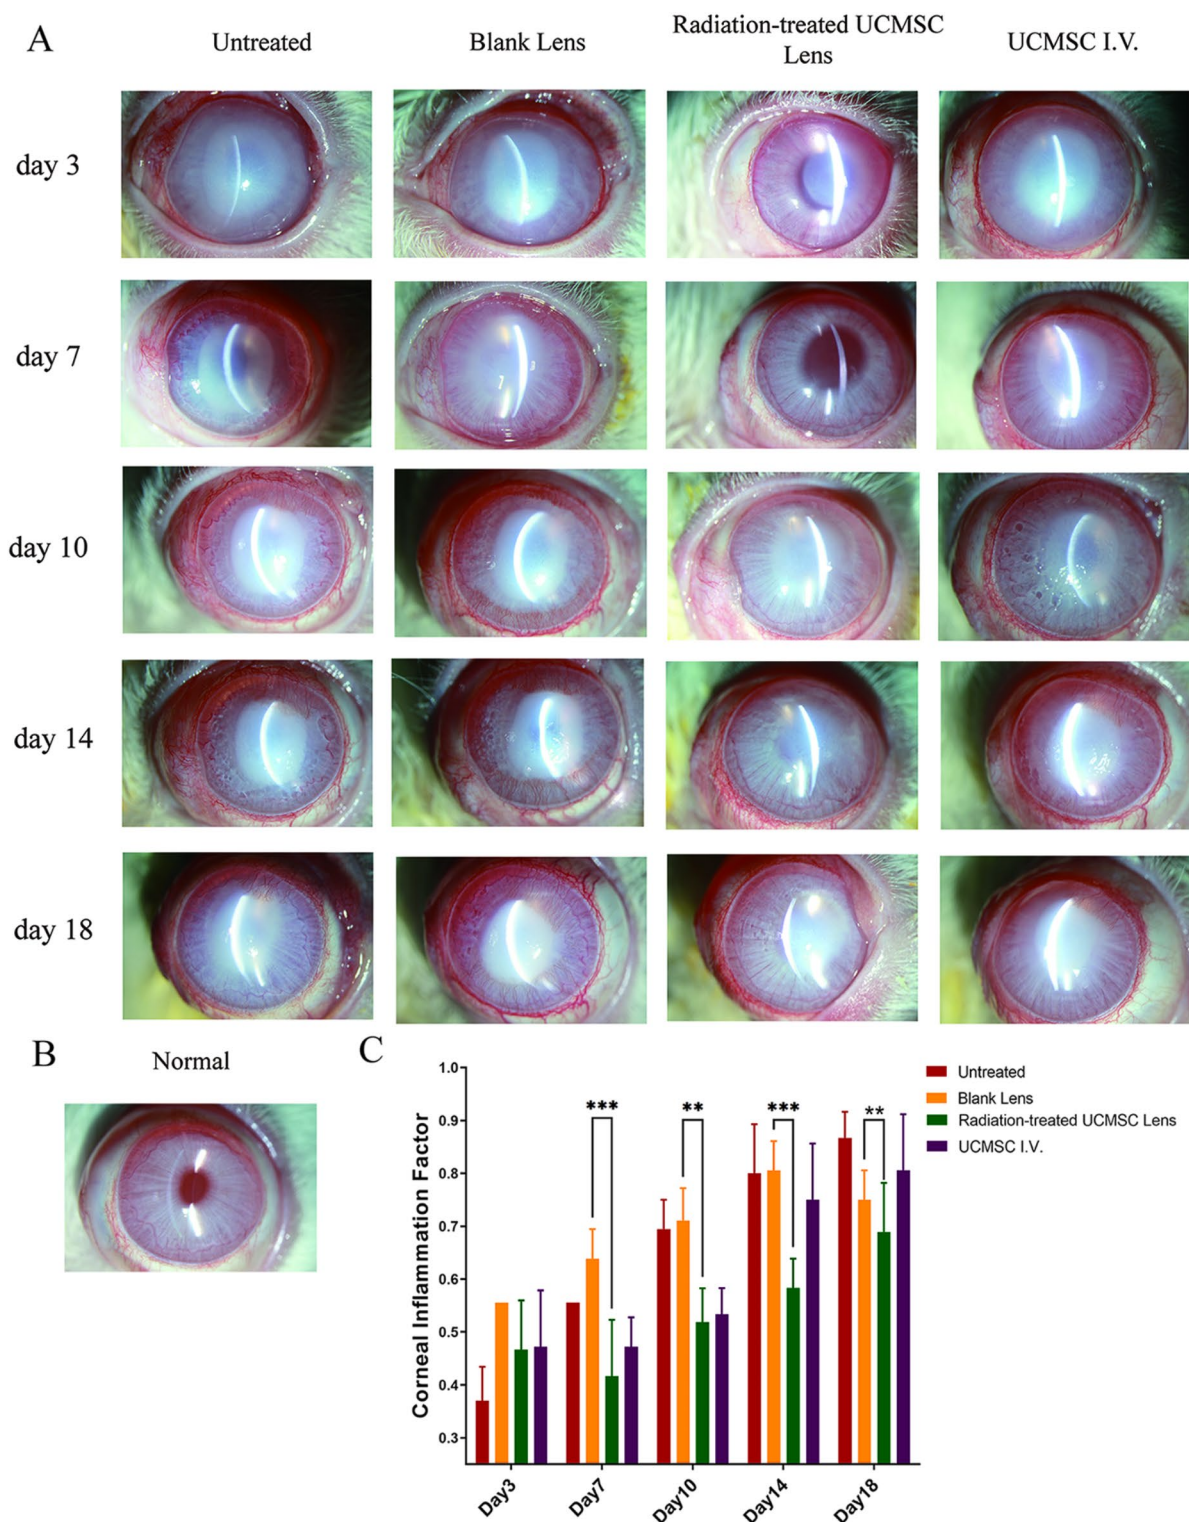 A
Untreated
Blank Lens
Radiation-treated UCMSC
Lens
UCMSC I.V.
day 3
day 7
day 10
day 14
day 18
B
Normal
C
Corneal Inflammation Factor
1.0
0.9
0.8
0.7
0.6
0.5
0.4
0.3
***
**
***
**
Day3
Day7
Day10
Day14
Day18
Untreated
Blank Lens
Radiation-treated UCMSC Lens
UCMSC I.V.